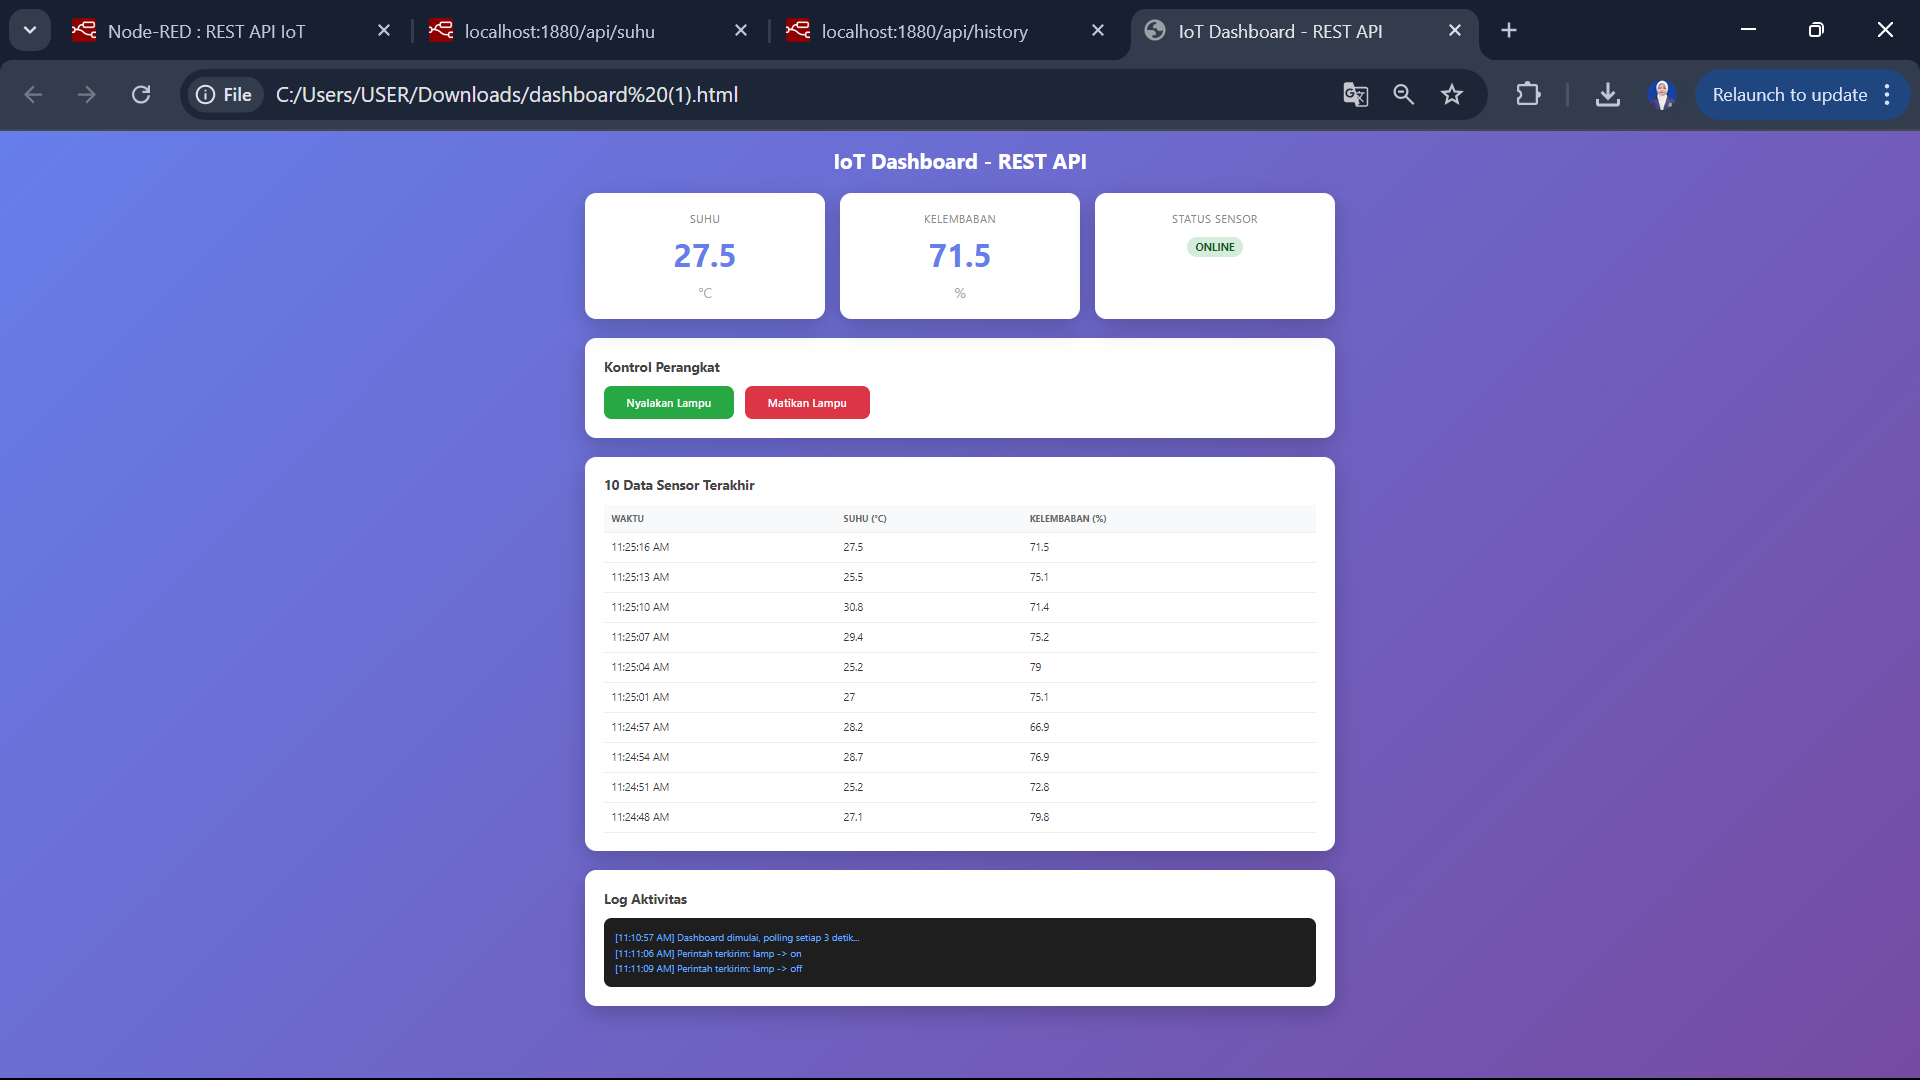 Node-RED : REST API IoT
localhost:1880/api/suhu
localhost:1880/api/history
IoT Dashboard - REST API
File
C:/Users/USER/Downloads/dashboard%20(1).html
Relaunch to update
IoT Dashboard - REST API
SUHU
27.5
°C
KELEMBABAN
71.5
%
STATUS SENSOR
ONLINE
Kontrol Perangkat
Nyalakan Lampu
Matikan Lampu
10 Data Sensor Terakhir
WAKTU SUHU (°C) KELEMBABAN (%)
11:25:16 AM 27.5 71.5
11:25:13 AM 25.5 75.1
11:25:10 AM 30.8 71.4
11:25:07 AM 29.4 75.2
11:25:04 AM 25.2 79
11:25:01 AM 27 75.1
11:24:57 AM 28.2 66.9
11:24:54 AM 28.7 76.9
11:24:51 AM 25.2 72.8
11:24:48 AM 27.1 79.8
Log Aktivitas
[11:10:57 AM] Dashboard dimulai, polling setiap 3 detik...
[11:11:06 AM] Perintah terkirim: lamp -> on
[11:11:09 AM] Perintah terkirim: lamp -> off